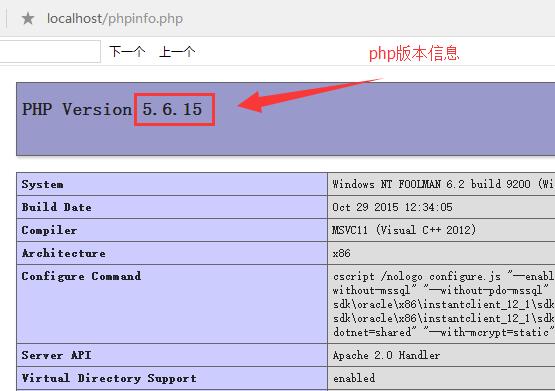 localhost/phpinfo.php
下一个 上一个
php版本信息
PHP Version 5.6.15
System Windows NT FOOLMAN 6.2 build 9200 (Wi
Build Date Oct 29 2015 12:34:05
Compiler MSVC11 (Visual C++ 2012)
Architecture x86
Configure Command cscript /nologo configure.js "--enabl
without-mssql" "--without-pdo-mssql"
sdk\oracle\x86\instantclient_12_1\sdk
sdk\oracle\x86\instantclient_12_1\sdk
dotnet=shared" "--with-mcrypt=static"
Server API Apache 2.0 Handler
Virtual Directory Support enabled